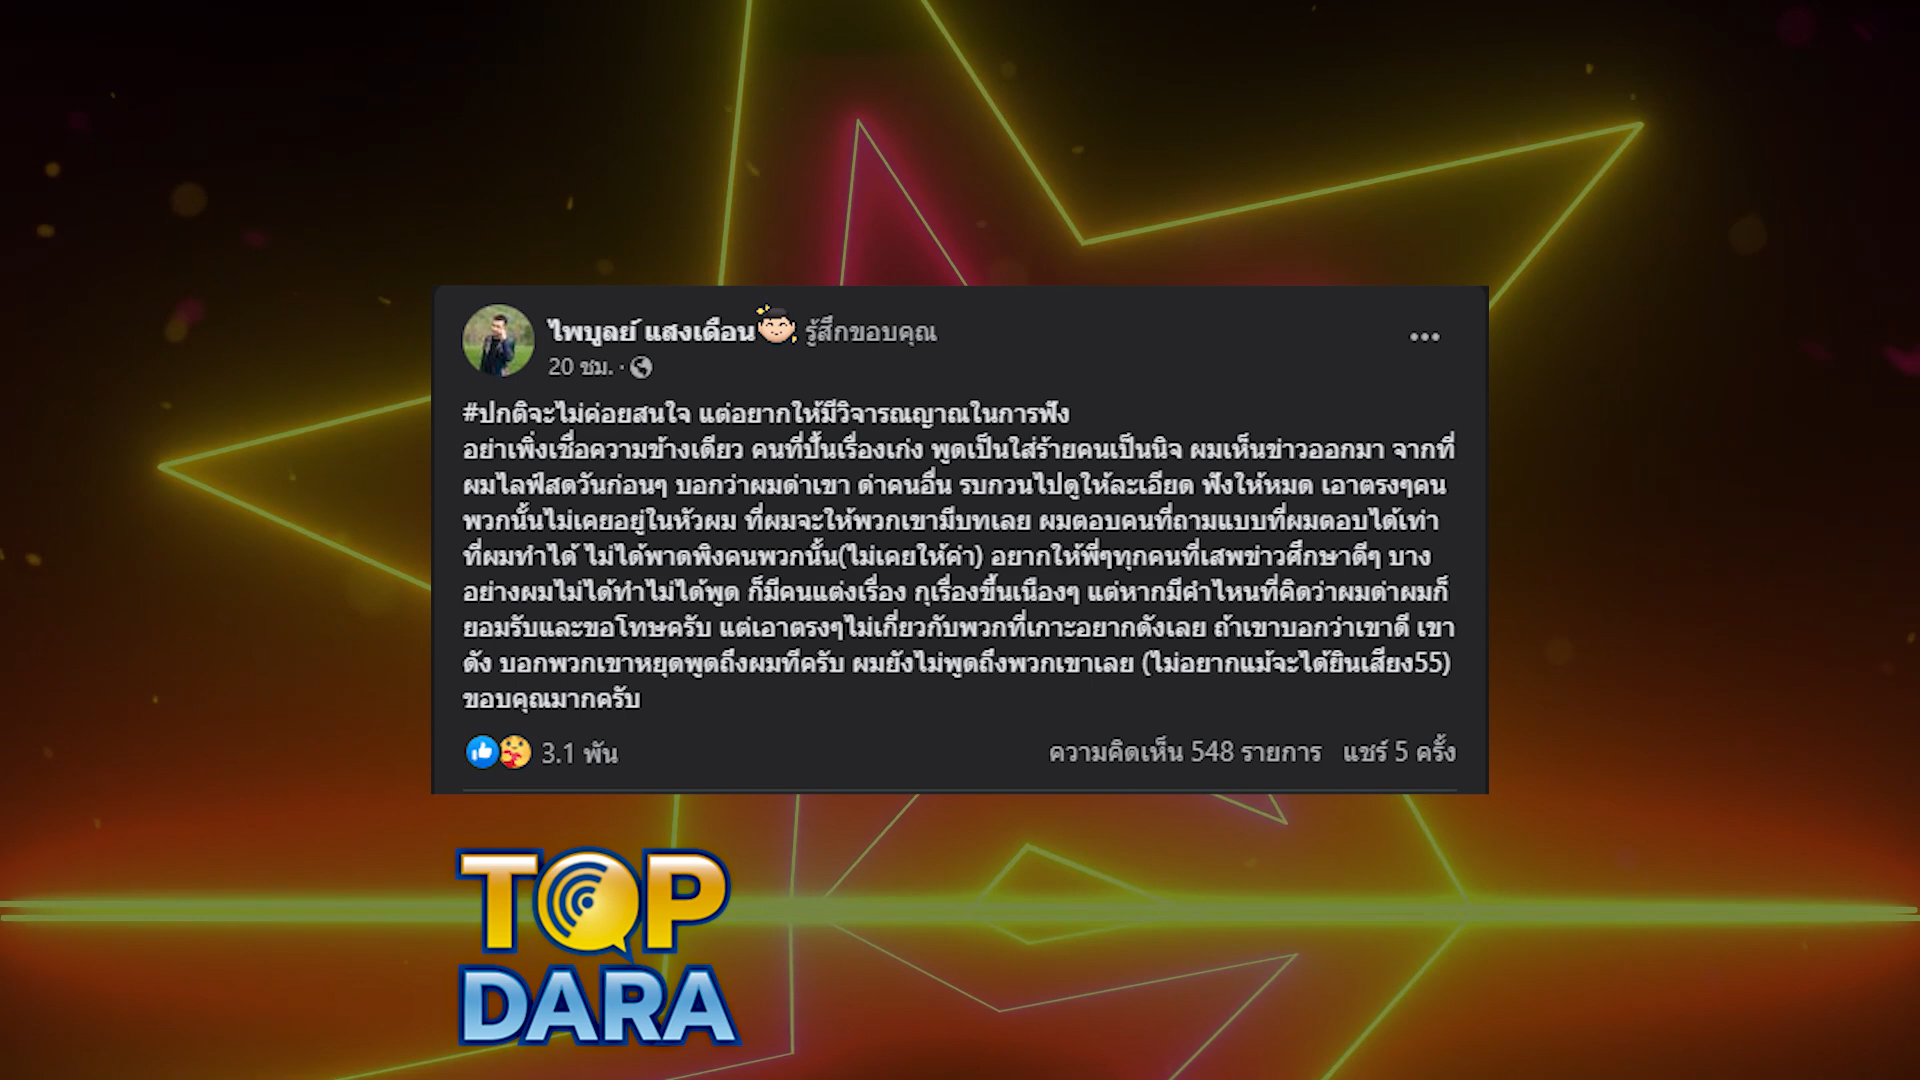 ไพบูลย์ แสงเดือน รู้สึกขอบคุณ
20 ชม. ·
#ปกติจะไม่ค่อยสนใจ แต่อยากให้มีวิจารณญาณในการฟัง
อย่าเพิ่งเชื่อความข้างเดียว คนที่ปั้นเรื่องเก่ง พูดเป็นใส่ร้ายคนเป็นนิจ ผมเห็นข่าวออกมา จากที่
ผมไลฟ์สดวันก่อนๆ บอกว่าผมด่าเขา ด่าคนอื่น รบกวนไปดูให้ละเอียด ฟังให้หมด เอาตรงๆคน
พวกนั้นไม่เคยอยู่ในหัวผม ที่ผมจะให้พวกเขามีบทเลย ผมตอบคนที่ถามแบบที่ผมตอบได้เท่า
ที่ผมทำได้ ไม่ได้พาดพิงคนพวกนั้น(ไม่เคยให้ค่า) อยากให้พี่ๆทุกคนที่เสพข่าวศึกษาดีๆ บาง
อย่างผมไม่ได้ทำไม่ได้พูด ก็มีคนแต่งเรื่อง กุเรื่องขึ้นเนืองๆ แต่หากมีคำไหนที่คิดว่าผมด่าผมก็
ยอมรับและขอโทษครับ แต่เอาตรงๆไม่เกี่ยวกับพวกที่เกาะอยากดังเลย ถ้าเขาบอกว่าเขาดี เขา
ดัง บอกพวกเขาหยุดพูดถึงผมทีครับ ผมยังไม่พูดถึงพวกเขาเลย (ไม่อยากแม้จะได้ยินเสียง55)
ขอบคุณมากครับ
3.1 พัน ความคิดเห็น 548 รายการ แชร์ 5 ครั้ง
TOP
DARA